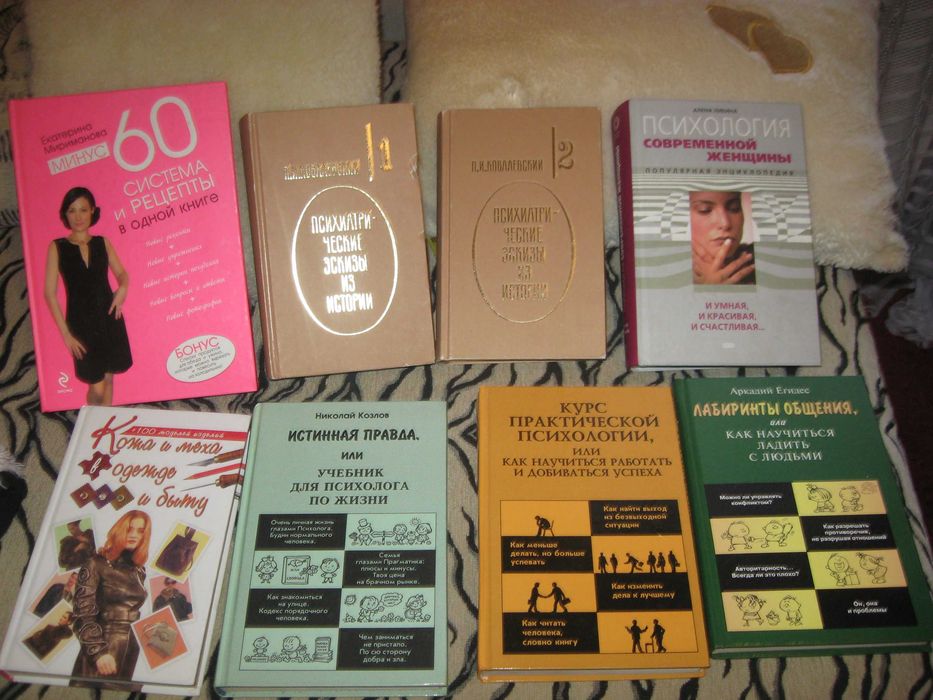 Екатерина
Мириманова
МИНУС
60
СИСТЕМА
И РЕЦЕПТЫ
В ОДНОЙ КНИГЕ
Новые рецепты
+
Новые упражнения
+
Новые истории похудения
+
Новые вопросы и ответы
+
Новые фотографии
БОНУС
1
ПСИХИАТРИ-
ЧЕСКИЕ
ЭСКИЗЫ
ИЗ
ИСТОРИИ
П.И.КОВАЛЕВСКИЙ
2
ПСИХИАТРИ-
ЧЕСКИЕ
ЭСКИЗЫ
ИЗ
ИСТОРИИ
ПСИХОЛОГИЯ
СОВРЕМЕННОЙ
ЖЕНЩИНЫ
ПОПУЛЯРНАЯ ЭНЦИКЛОПЕДИЯ
И УМНАЯ,
И КРАСИВАЯ,
И СЧАСТЛИВАЯ...
+100 моделей изделий
Кожа и меха
в одежде
и быту
Николай Козлов
ИСТИННАЯ ПРАВДА,
ИЛИ
УЧЕБНИК
ДЛЯ ПСИХОЛОГА
ПО ЖИЗНИ
Очень личная жизнь
глазами Психолога.
Будни нормального
человека.
Семья
глазами Прагматика:
плюсы и минусы.
Твоя цена
на брачном рынке.
Как знакомиться
на улице.
Кодекс порядочного
человека.
Чем заниматься
не пристало.
По сю сторону
добра и зла.
КУРС
ПРАКТИЧЕСКОЙ
ПСИХОЛОГИИ,
ИЛИ
КАК НАУЧИТЬСЯ РАБОТАТЬ
И ДОБИВАТЬСЯ УСПЕХА
Как найти выход
из безвыходной
ситуации
Как меньше
делать, но больше
успевать
Как изменить
дела к лучшему
Как читать
человека,
словно книгу
Аркадий Егидес
ЛАБИРИНТЫ ОБЩЕНИЯ,
или
КАК НАУЧИТЬСЯ
ЛАДИТЬ
С ЛЮДЬМИ
Можно ли управлять
конфликтом?
Как разрешать
противоречия,
не разрушая отношений
Авторитарность...
Всегда ли это плохо?
Он, она
и проблемы